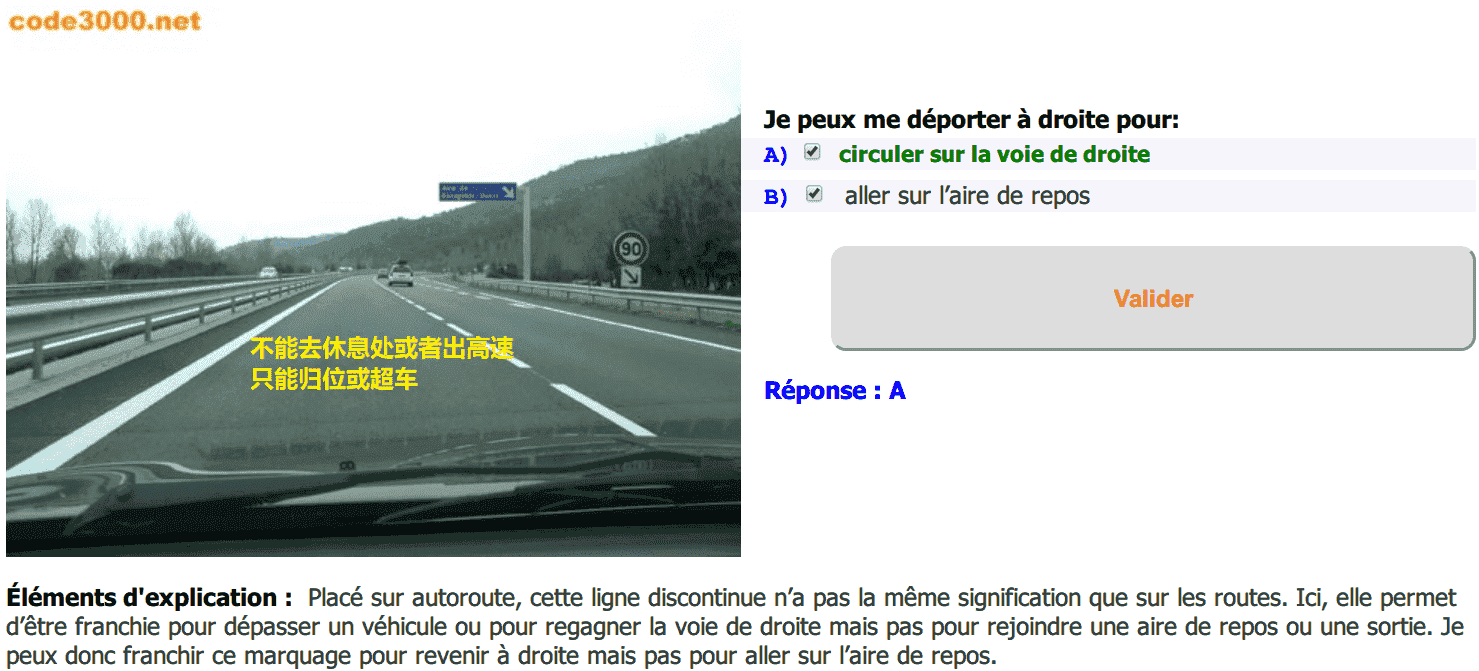 code3000.net
Je peux me déporter à droite pour:
A) circuler sur la voie de droite
B) aller sur l'aire de repos
90
不能去休息处或者出高速
只能归位或超车
Valider
Réponse : A
Éléments d'explication : Placé sur autoroute, cette ligne discontinue n'a pas la même signification que sur les routes. Ici, elle permet
d'être franchie pour dépasser un véhicule ou pour regagner la voie de droite mais pas pour rejoindre une aire de repos ou une sortie. Je
peux donc franchir ce marquage pour revenir à droite mais pas pour aller sur l'aire de repos.